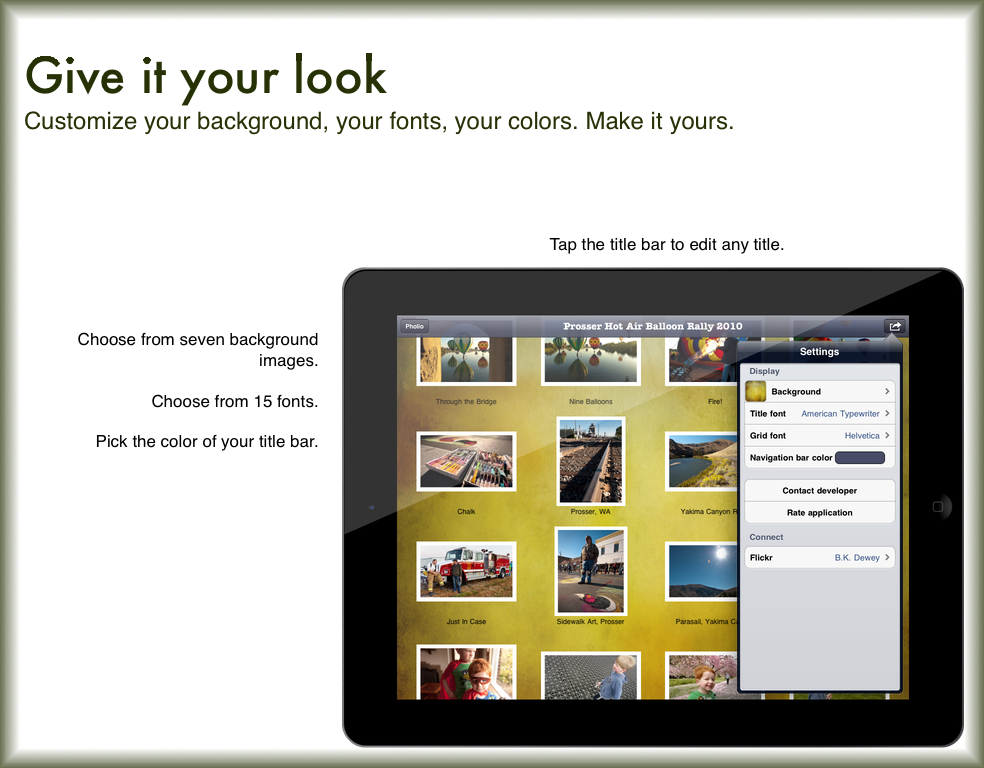 Give it your look
Customize your background, your fonts, your colors. Make it yours.
Tap the title bar to edit any title.
Choose from seven background
images.
Choose from 15 fonts.
Pick the color of your title bar.
Pholio
Prosser Hot Air Balloon Rally 2010
Through the Bridge
Nine Balloons
Fire!
Chalk
Prosser, WA
Yakima Canyon R
Just In Case
Sidewalk Art, Prosser
Parasail, Yakima C
Settings
Display
Background
Title font American Typewriter
Grid font Helvetica
Navigation bar color
Contact developer
Rate application
Connect
Flickr B.K. Dewey